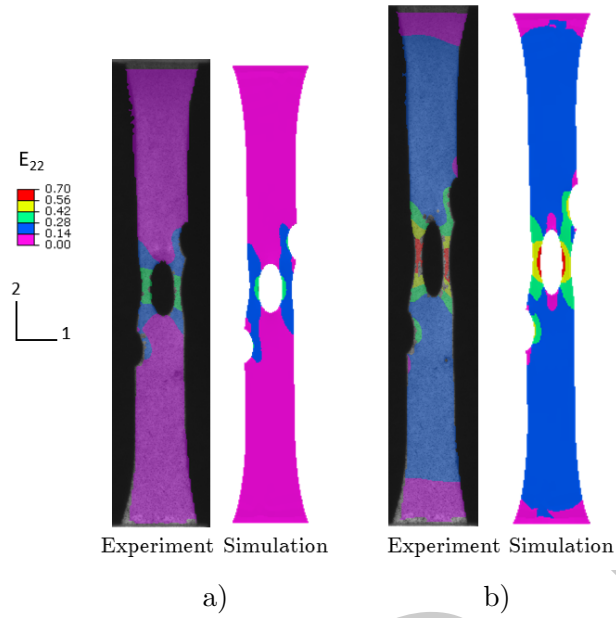 E22
0.70
0.56
0.42
0.28
0.14
0.00
2
1
Experiment Simulation
Experiment Simulation
a)
b)